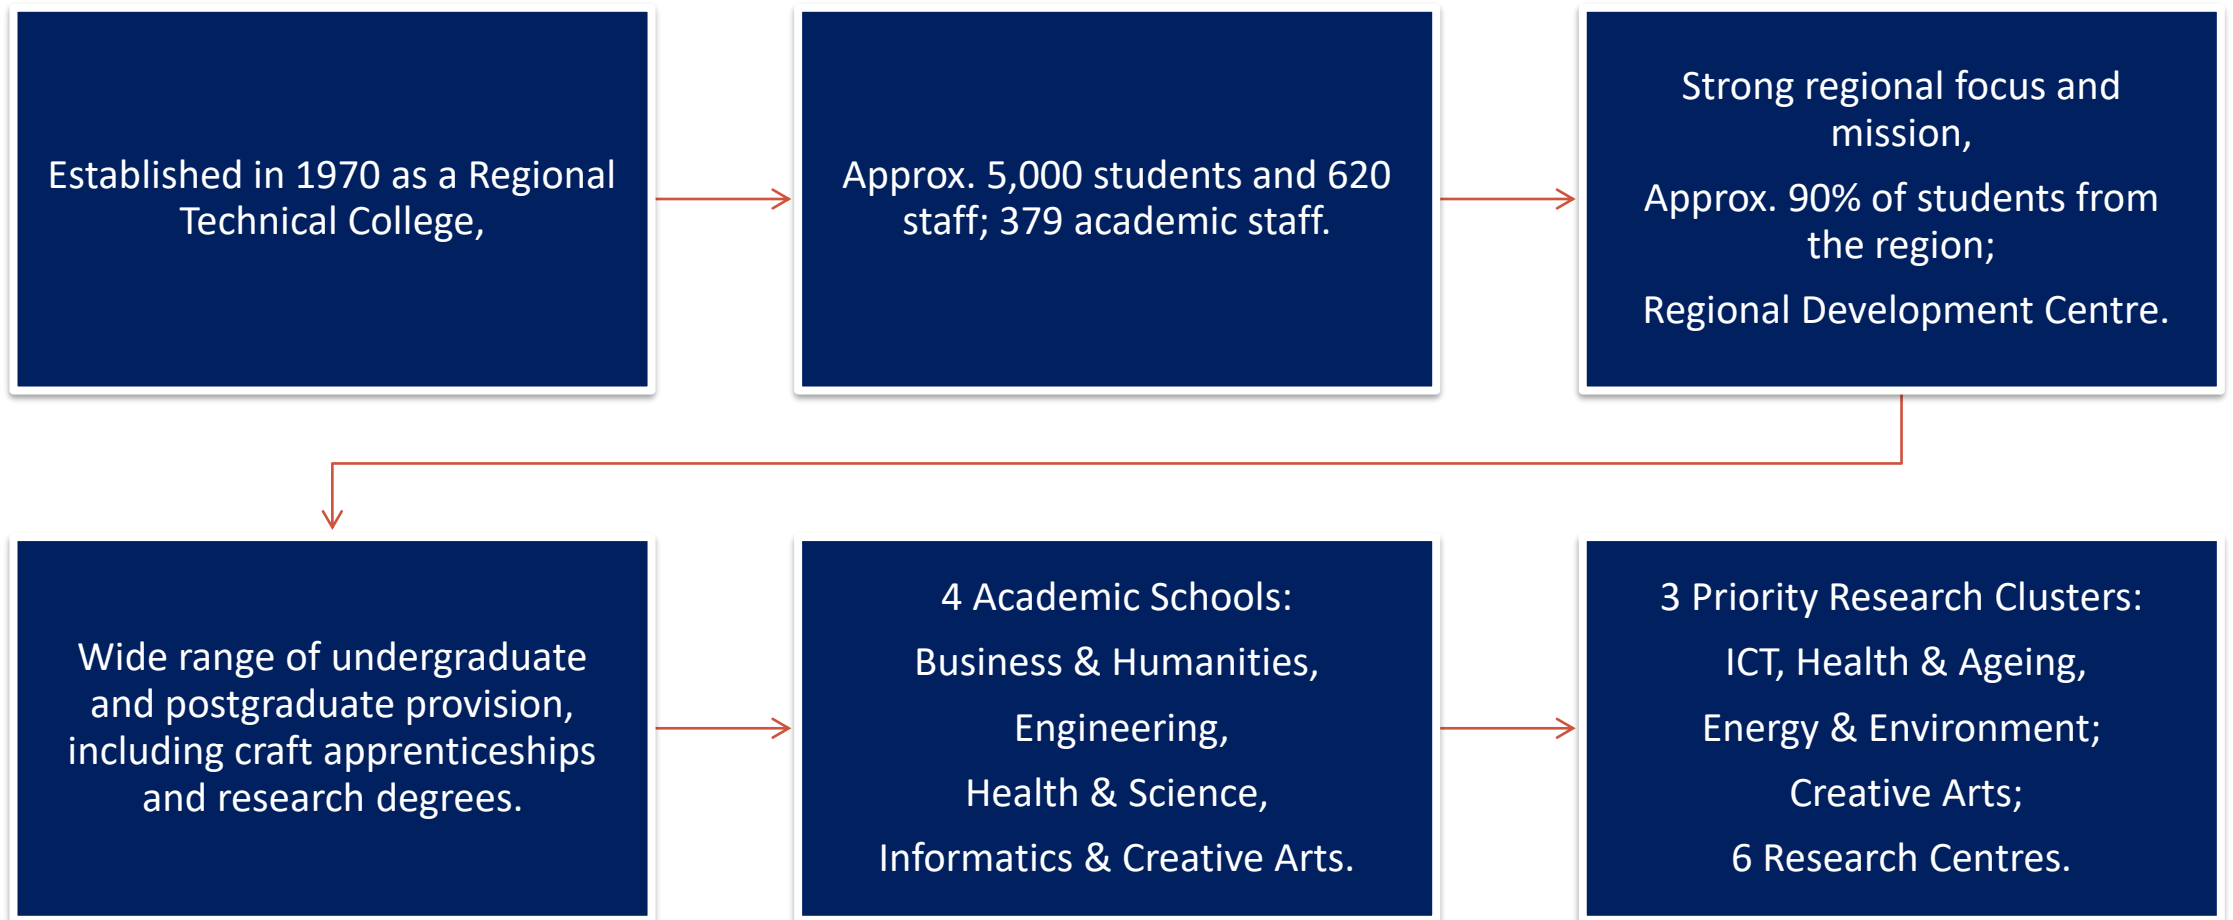 Established in 1970 as a Regional
Technical College,
Approx. 5,000 students and 620
staff; 379 academic staff.
Strong regional focus and
mission,
Approx. 90% of students from
the region;
Regional Development Centre.
Wide range of undergraduate
and postgraduate provision,
including craft apprenticeships
and research degrees.
4 Academic Schools:
Business & Humanities,
Engineering,
Health & Science,
Informatics & Creative Arts.
3 Priority Research Clusters:
ICT, Health & Ageing,
Energy & Environment;
Creative Arts;
6 Research Centres.